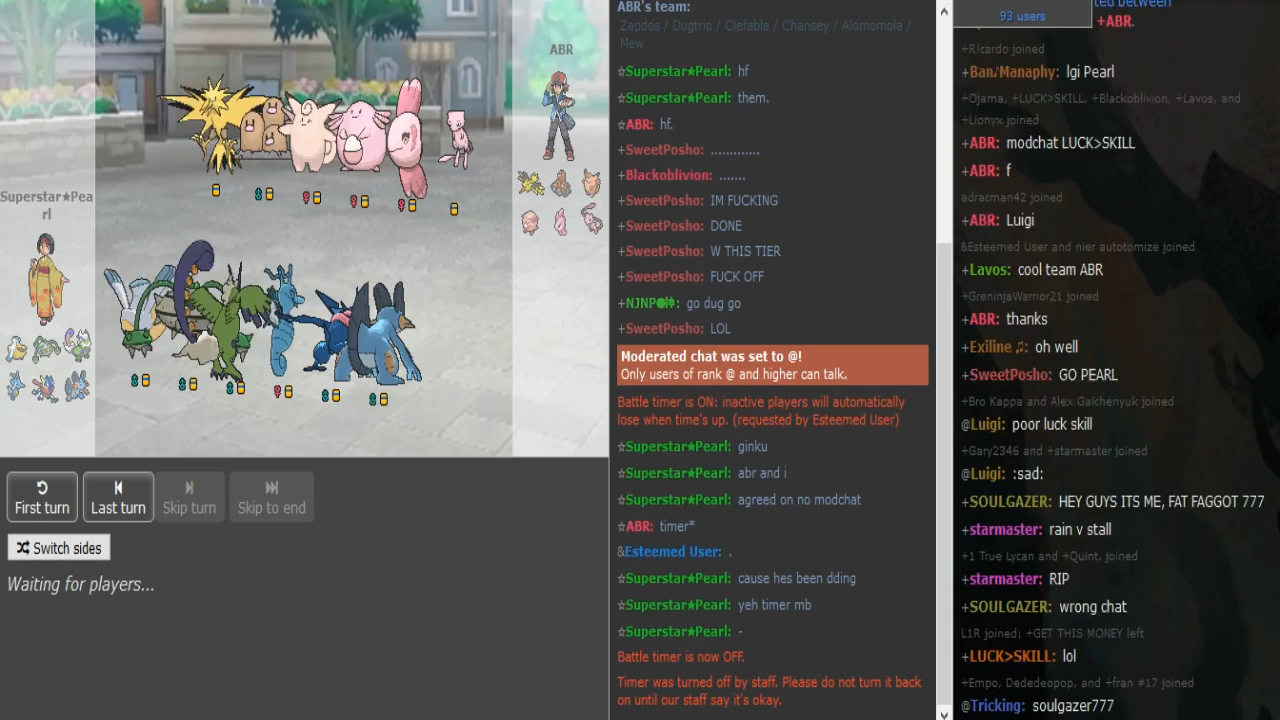 ABR
Superstar★Pea
rl
First turn
Last turn
Skip turn
Skip to end
Switch sides
Waiting for players...
ABR's team:
Zapdos / Dugtrio / Clefable / Chansey / Alomomola /
Mew
☆Superstar★Pearl: hf
☆Superstar★Pearl: them.
☆ABR: hf.
+SweetPosho: .............
+Blackoblivion: .......
+SweetPosho: IM FUCKING
+SweetPosho: DONE
+SweetPosho: W THIS TIER
+SweetPosho: FUCK OFF
go dug go
+SweetPosho: LOL
Moderated chat was set to @!
Only users of rank @ and higher can talk.
Battle timer is ON: inactive players will automatically
lose when time's up. (requested by Esteemed User)
☆Superstar★Pearl: ginku
☆Superstar★Pearl: abr and i
☆Superstar★Pearl: agreed on no modchat
☆ABR: timer*
&Esteemed User: .
☆Superstar★Pearl: cause hes been dding
☆Superstar★Pearl: yeh timer mb
☆Superstar★Pearl: -
Battle timer is now OFF.
Timer was turned off by staff. Please do not turn it back
on until our staff say it's okay.
ted between
93 users
+ABR.
+R!cardo joined
+Ban♪Manaphy: lgi Pearl
+Ojama, +LUCK>SKILL, +Blackoblivion, +Lavos, and
+Lionyx joined
+ABR: modchat LUCK>SKILL
+ABR: f
adracman42 joined
+ABR: Luigi
&Esteemed User and nier autotomize joined
+Lavos: cool team ABR
+GreninjaWarrior21 joined
+ABR: thanks
+Exiline ♫: oh well
+SweetPosho: GO PEARL
+Bro Kappa and Alex Galchenyuk joined
@Luigi: poor luck skill
+Gary2346 and +starmaster joined
@Luigi: :sad:
+SOULGAZER: HEY GUYS ITS ME, FAT FAGGOT 777
+starmaster: rain v stall
+1 True Lycan and +Quint. joined
+starmaster: RIP
+SOULGAZER: wrong chat
L1R joined; +GET THIS MONEY left
+LUCK>SKILL: lol
+Empo, Dededeopop, and +fran #17 joined
@Tricking: soulgazer777